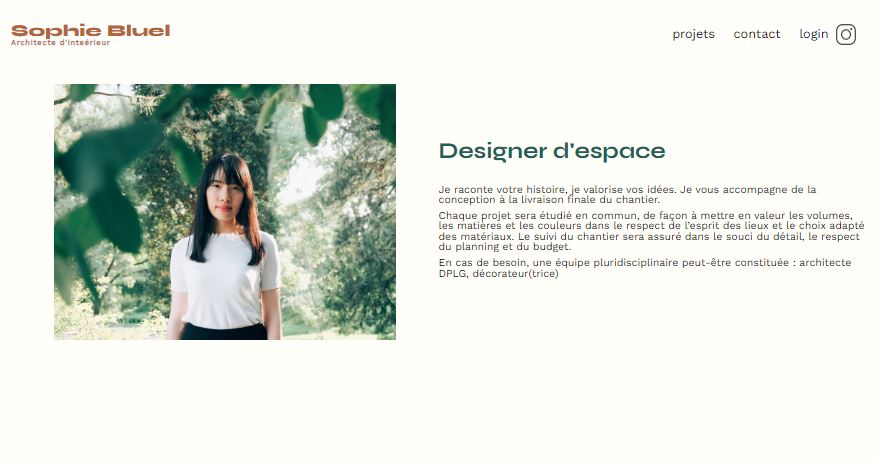 Sophie Bluel
Architecte d'inteérieur
projets contact login
Designer d'espace
Je raconte votre histoire, je valorise vos idées. Je vous accompagne de la
conception à la livraison finale du chantier.
Chaque projet sera étudié en commun, de façon à mettre en valeur les volumes,
les matières et les couleurs dans le respect de l'esprit des lieux et le choix adapté
des matériaux. Le suivi du chantier sera assuré dans le souci du détail, le respect
du planning et du budget.
En cas de besoin, une équipe pluridisciplinaire peut-être constituée : architecte
DPLG, décorateur(trice)